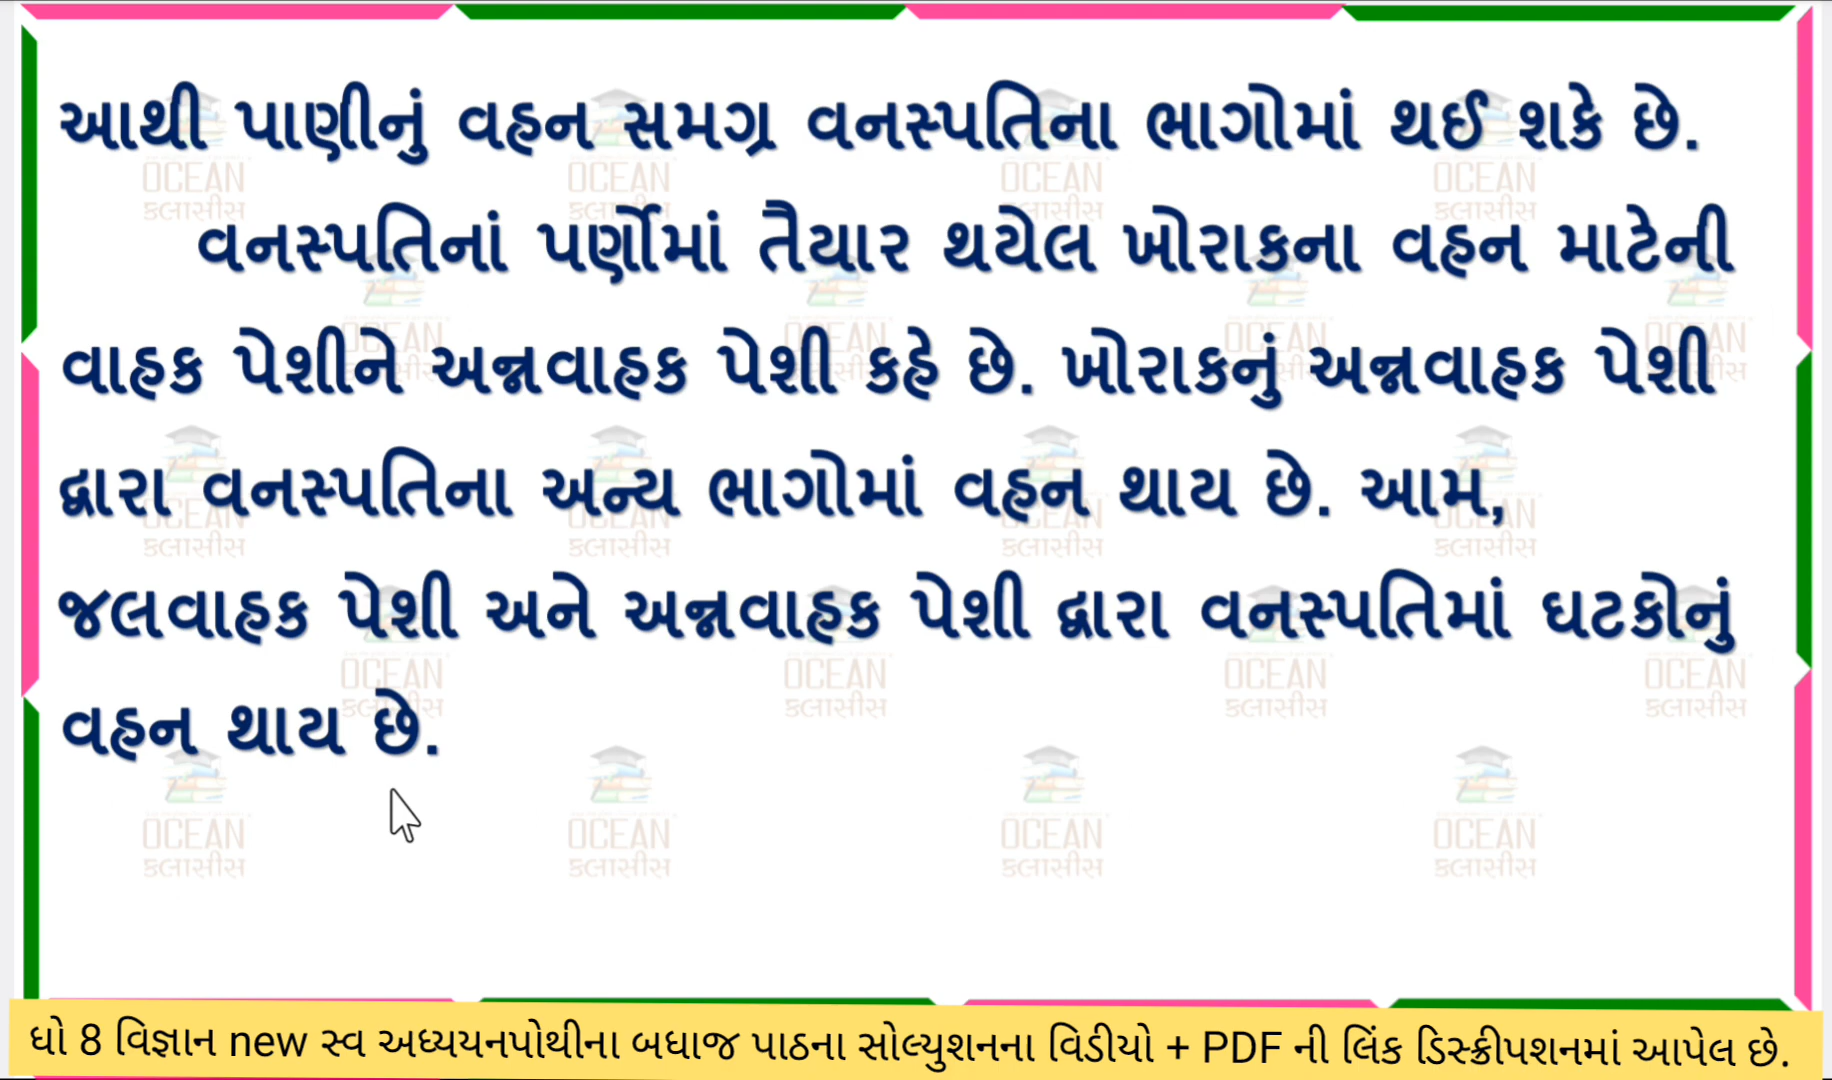 આથી પાણીનું વહન સમગ્ર વનસ્પતિના ભાગોમાં થઈ શકે છે.
વનસ્પતિનાં પર્ણોમાં તૈયાર થયેલ ખોરાકના વહન માટેની
વાહક પેશીને અન્નવાહક પેશી કહે છે. ખોરાકનું અન્નવાહક પેશી
દ્વારા વનસ્પતિના અન્ય ભાગોમાં વહન થાય છે. આમ,
જલવાહક પેશી અને અન્નવાહક પેશી દ્વારા વનસ્પતિમાં ઘટકોનું
વહન થાય છે.
OCEAN
ક્લાસીસ
ધો 8 વિજ્ઞાન new સ્વ અધ્યયનપોથીના બધાજ પાઠના સોલ્યુશનના વિડીયો + PDF ની લિંક ડિસ્ક્રીપશનમાં આપેલ છે.